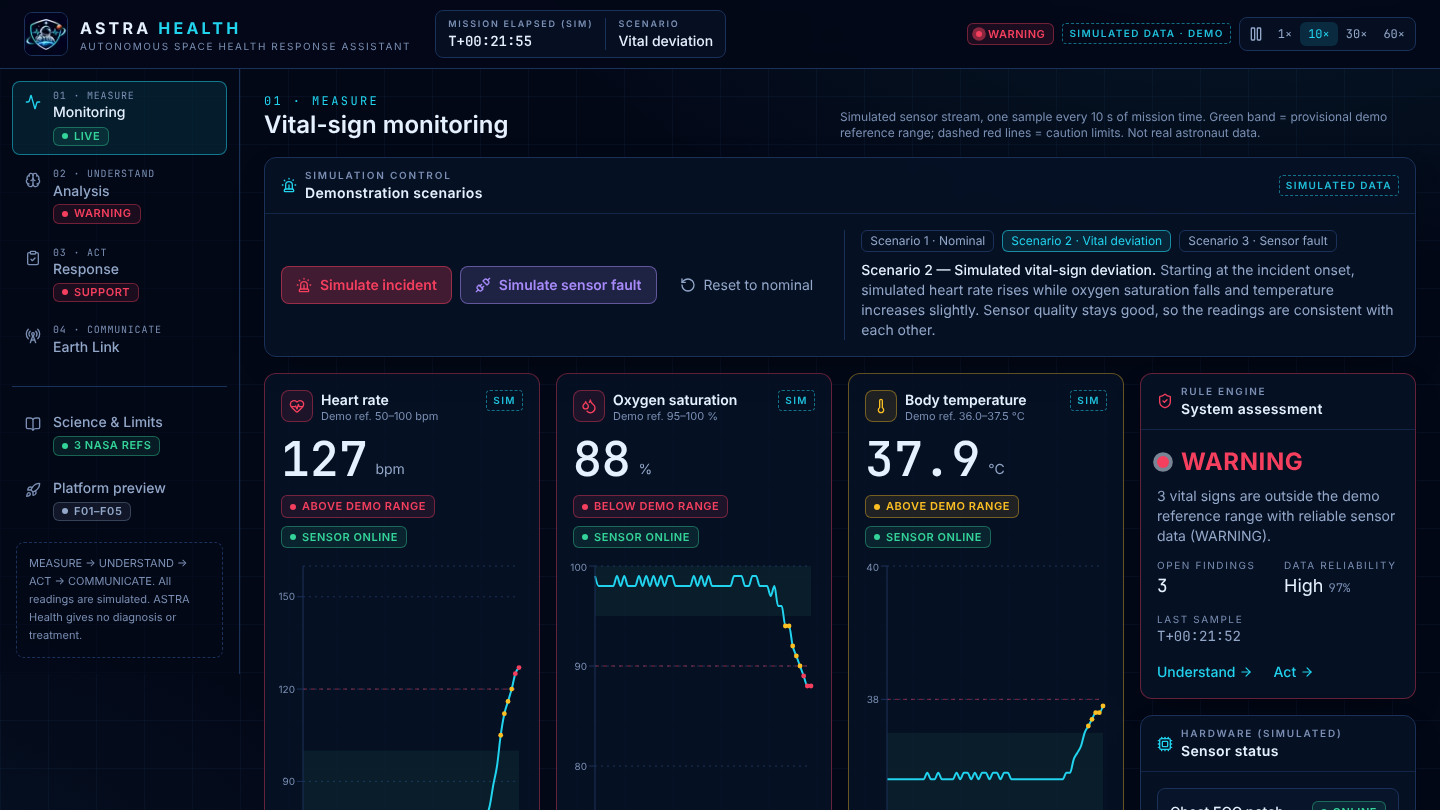 ASTRA HEALTH
AUTONOMOUS SPACE HEALTH RESPONSE ASSISTANT
MISSION ELAPSED (SIM)
T+00:21:55
SCENARIO
Vital deviation
WARNING
SIMULATED DATA · DEMO
1×
10×
30×
60×
01 · MEASURE
Monitoring
LIVE
02 · UNDERSTAND
Analysis
WARNING
03 · ACT
Response
SUPPORT
04 · COMMUNICATE
Earth Link
Science & Limits
3 NASA REFS
Platform preview
F01–F05
MEASURE → UNDERSTAND →
ACT → COMMUNICATE. All
readings are simulated. ASTRA
Health gives no diagnosis or
treatment.
01 · MEASURE
Vital-sign monitoring
Simulated sensor stream, one sample every 10 s of mission time. Green band = provisional demo
reference range; dashed red lines = caution limits. Not real astronaut data.
SIMULATION CONTROL
Demonstration scenarios
SIMULATED DATA
Simulate incident
Simulate sensor fault
Reset to nominal
Scenario 1 · Nominal
Scenario 2 · Vital deviation
Scenario 3 · Sensor fault
Scenario 2 — Simulated vital-sign deviation. Starting at the incident onset,
simulated heart rate rises while oxygen saturation falls and temperature
increases slightly. Sensor quality stays good, so the readings are consistent with
each other.
Heart rate
Demo ref. 50–100 bpm
SIM
127 bpm
ABOVE DEMO RANGE
SENSOR ONLINE
150
120
90
Oxygen saturation
Demo ref. 95–100 %
SIM
88 %
BELOW DEMO RANGE
SENSOR ONLINE
100
90
80
Body temperature
Demo ref. 36.0–37.5 °C
SIM
37.9 °C
ABOVE DEMO RANGE
SENSOR ONLINE
40
38
RULE ENGINE
System assessment
WARNING
3 vital signs are outside the demo
reference range with reliable sensor
data (WARNING).
OPEN FINDINGS
3
DATA RELIABILITY
High 97%
LAST SAMPLE
T+00:21:52
Understand →
Act →
HARDWARE (SIMULATED)
Sensor status